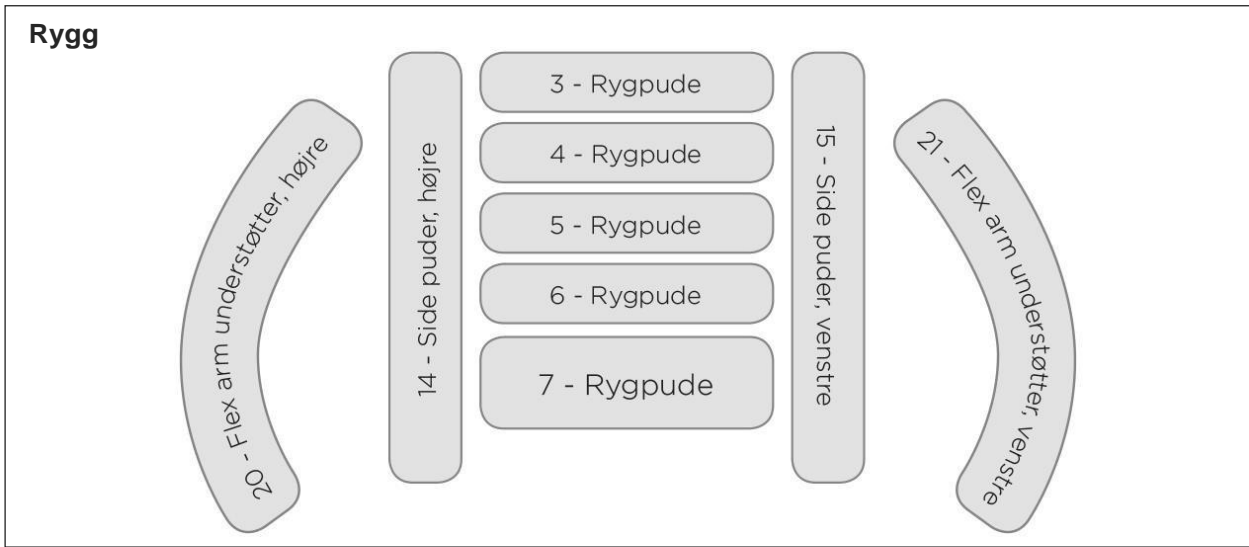 Rygg
20 - Flex arm understøtter, højre
14 - Side puder, højre
3 - Rygpude
4 - Rygpude
5 - Rygpude
6 - Rygpude
7 - Rygpude
15 - Side puder, venstre
21 - Flex arm understøtter, venstre